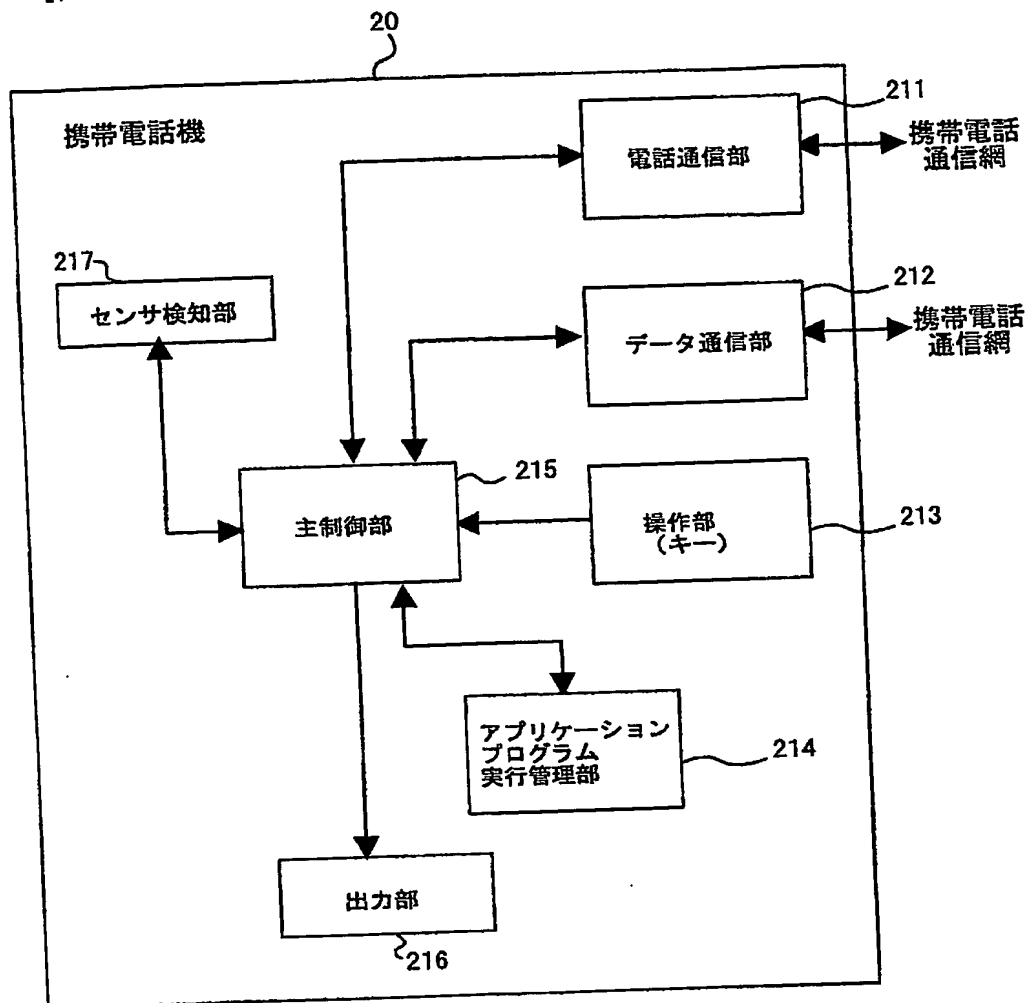 20
携帯電話機
211
電話通信部
携帯電話
通信網
217
センサ検知部
212
データ通信部
携帯電話
通信網
215
主制御部
操作部
(キー)
213
アプリケーション
プログラム
実行管理部
214
出力部
216